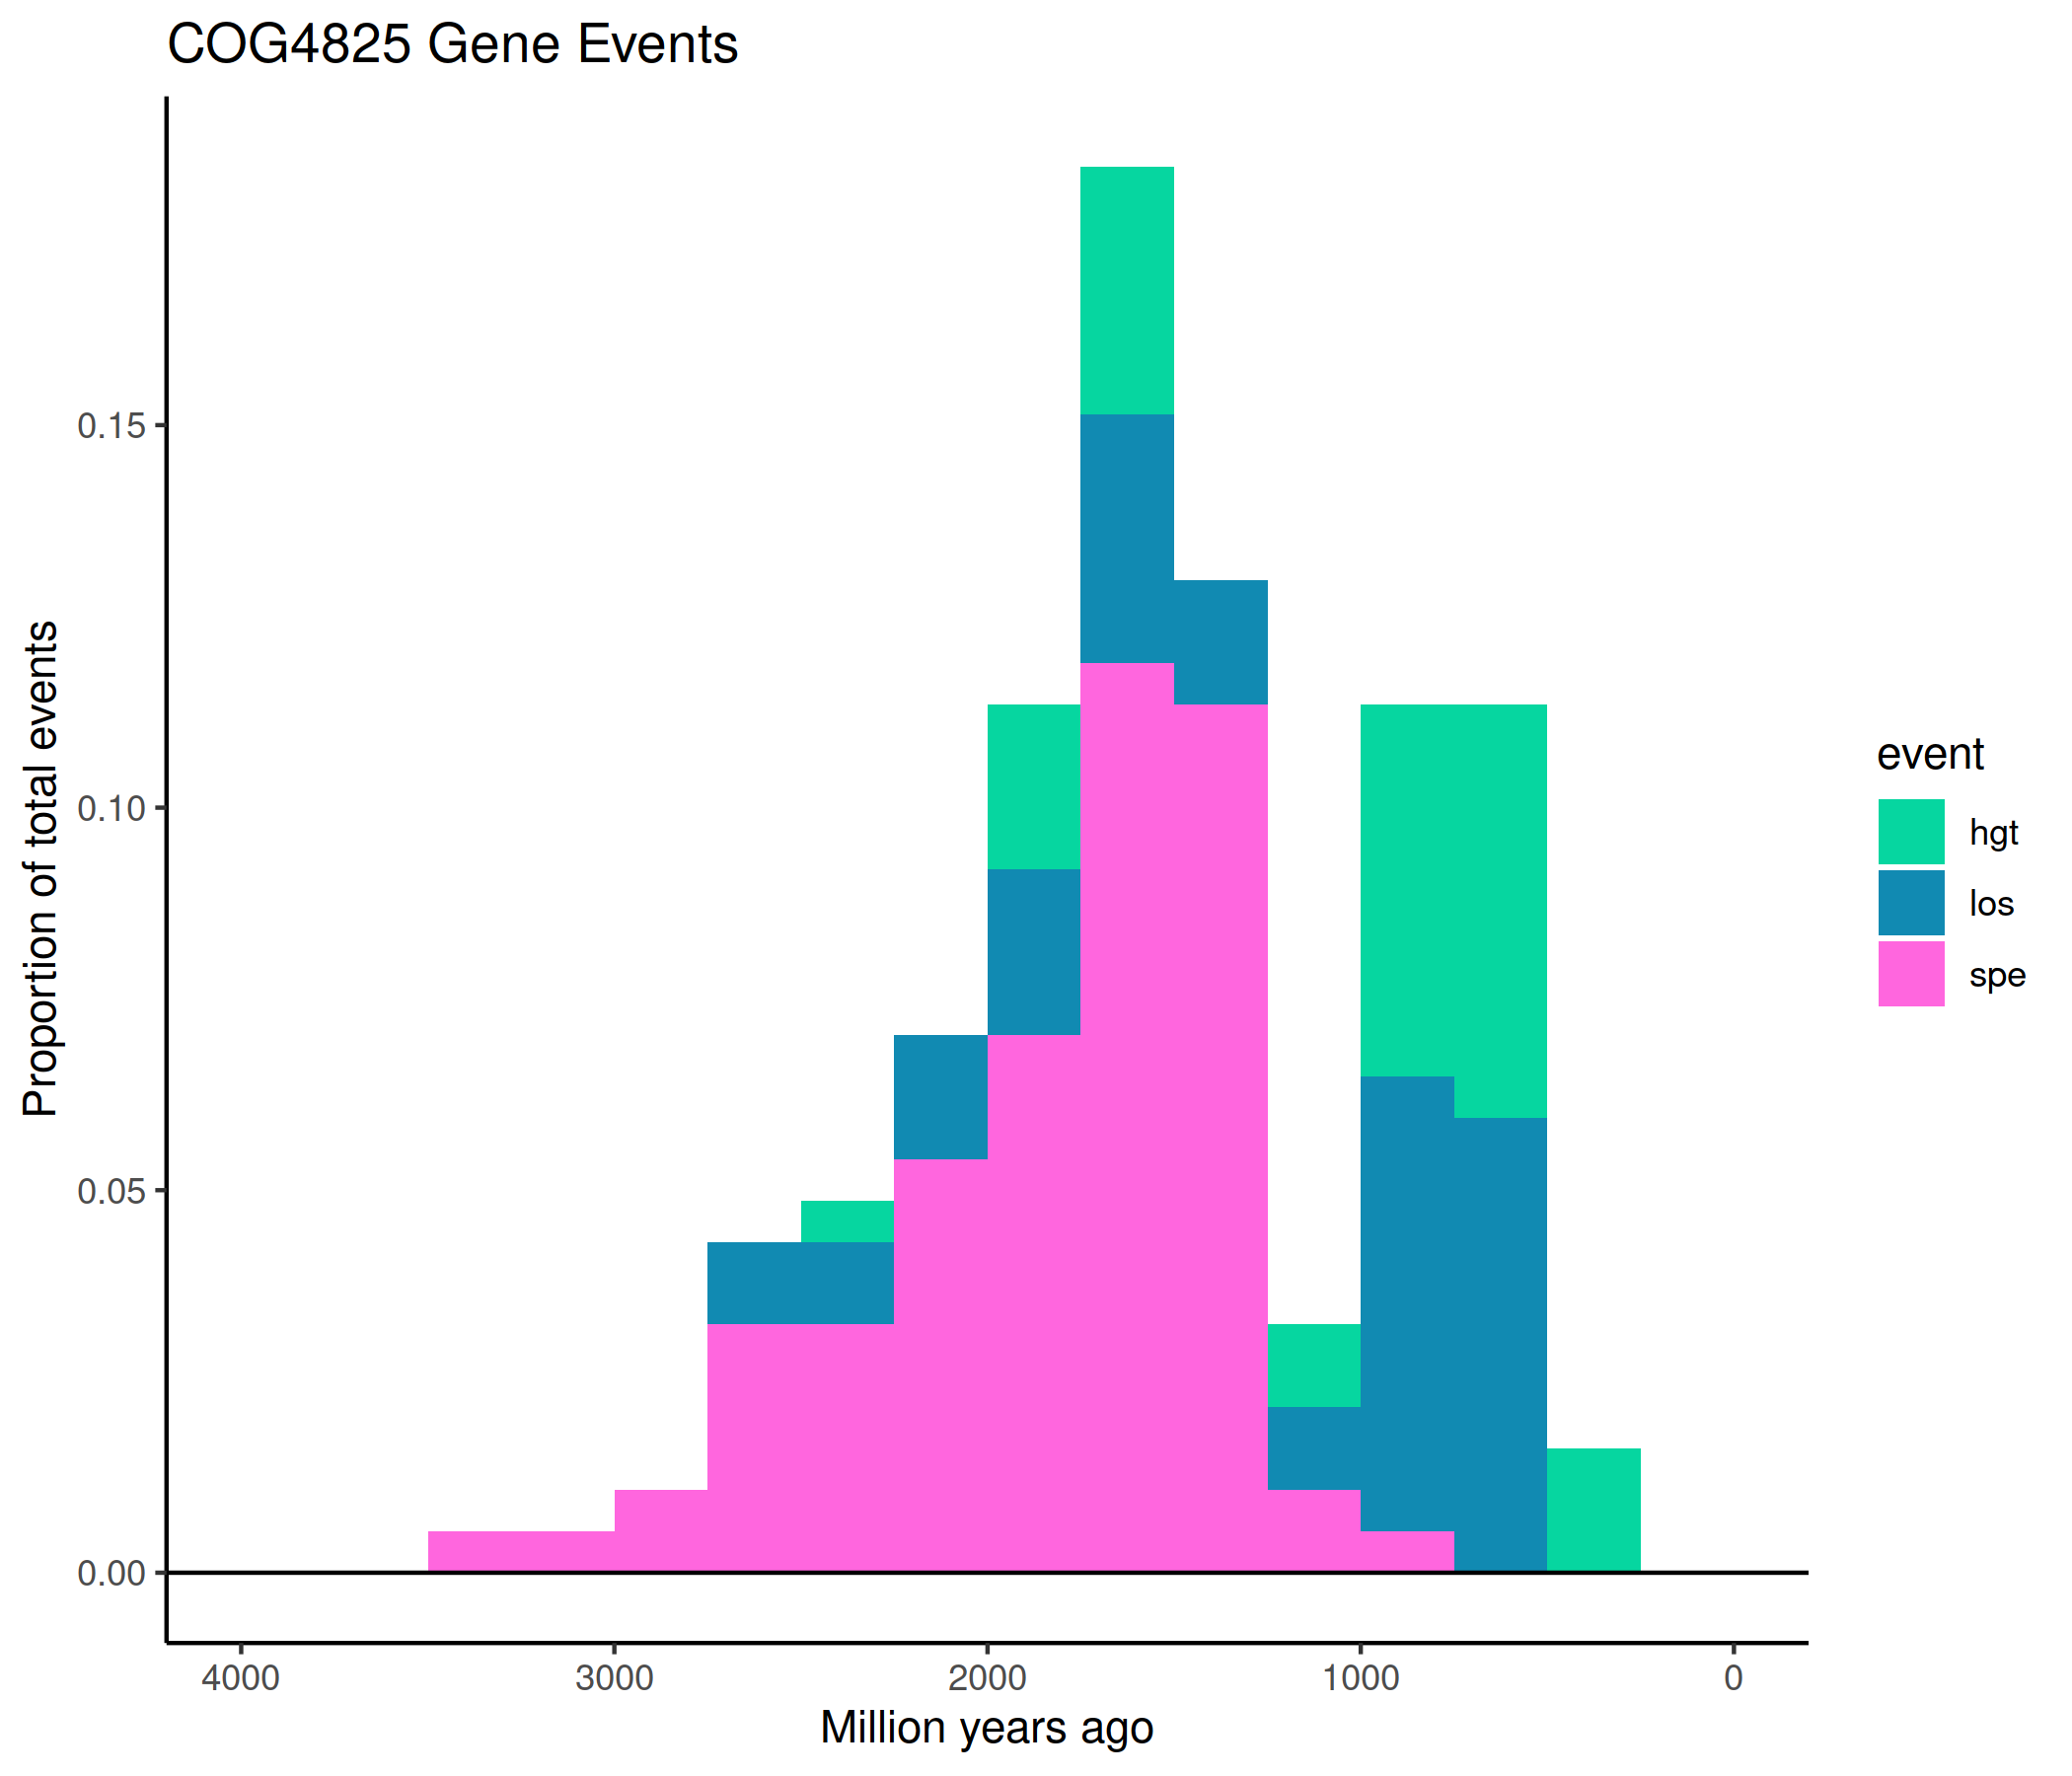 COG4825 Gene Events
Proportion of total events
0.15
0.10
0.05
0.00
4000 3000 2000 1000 0
Million years ago
event
hgt
los
spe